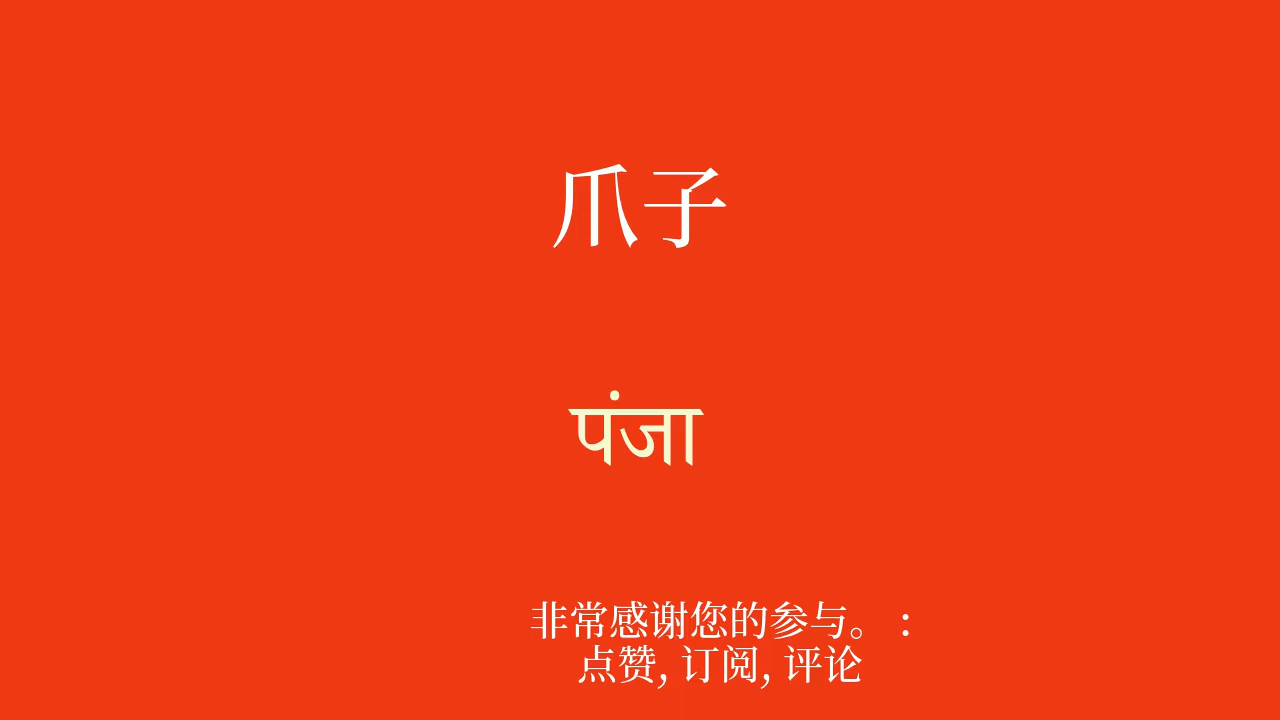 爪子
पंजा
非常感谢您的参与。 :
点赞, 订阅, 评论